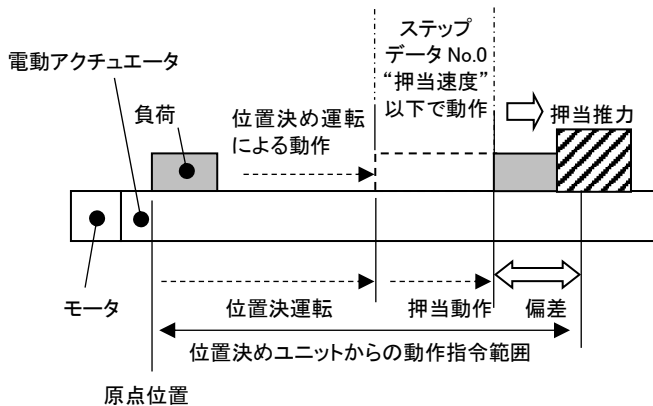 ステップ
データ No.0
“押当速度”
以下で動作
電動アクチュエータ
負荷
位置決め運転
による動作
押当推力
モータ
位置決運転
押当動作
偏差
位置決めユニットからの動作指令範囲
原点位置